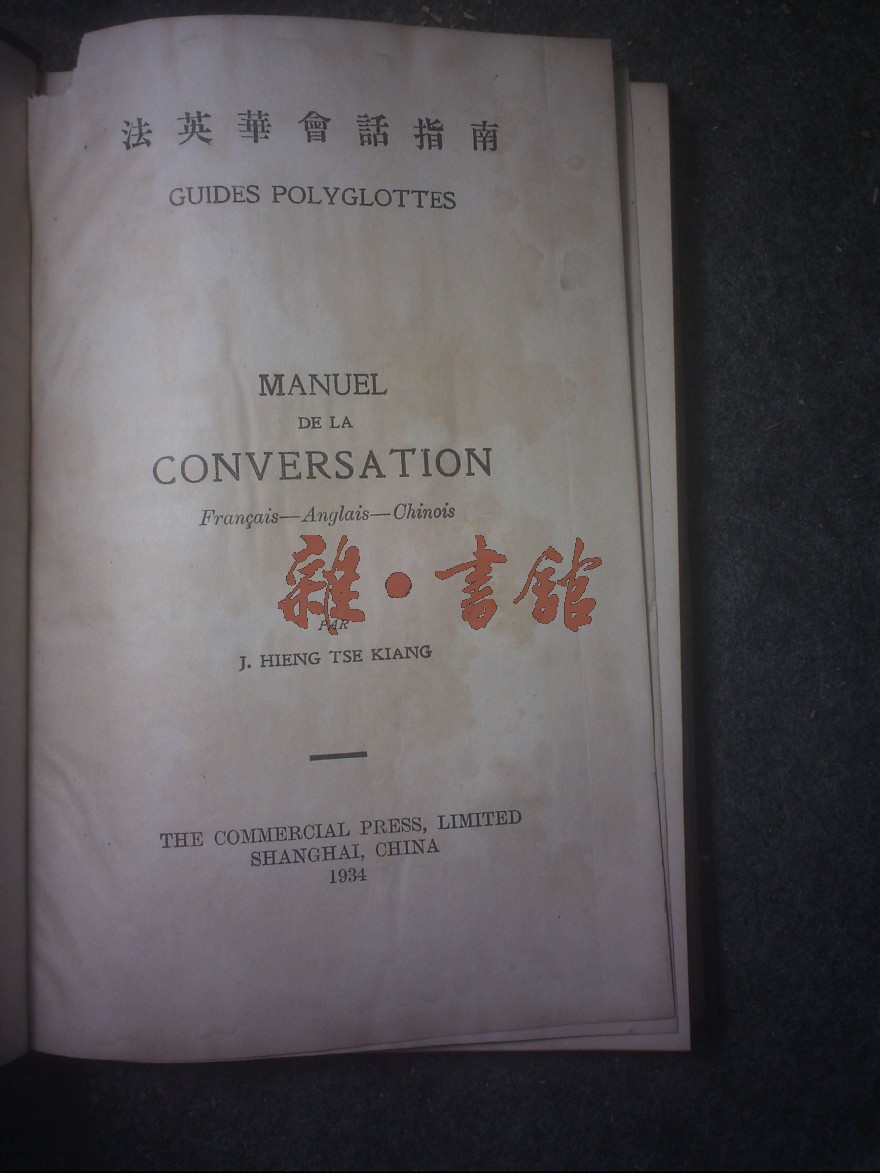 法英華會話指南
GUIDES POLYGLOTTES
MANUEL
DE LA
CONVERSATION
Français—Anglais—Chinois
雜·書館
PAR
J. HIENG TSE KIANG
THE COMMERCIAL PRESS, LIMITED
SHANGHAI, CHINA
1934